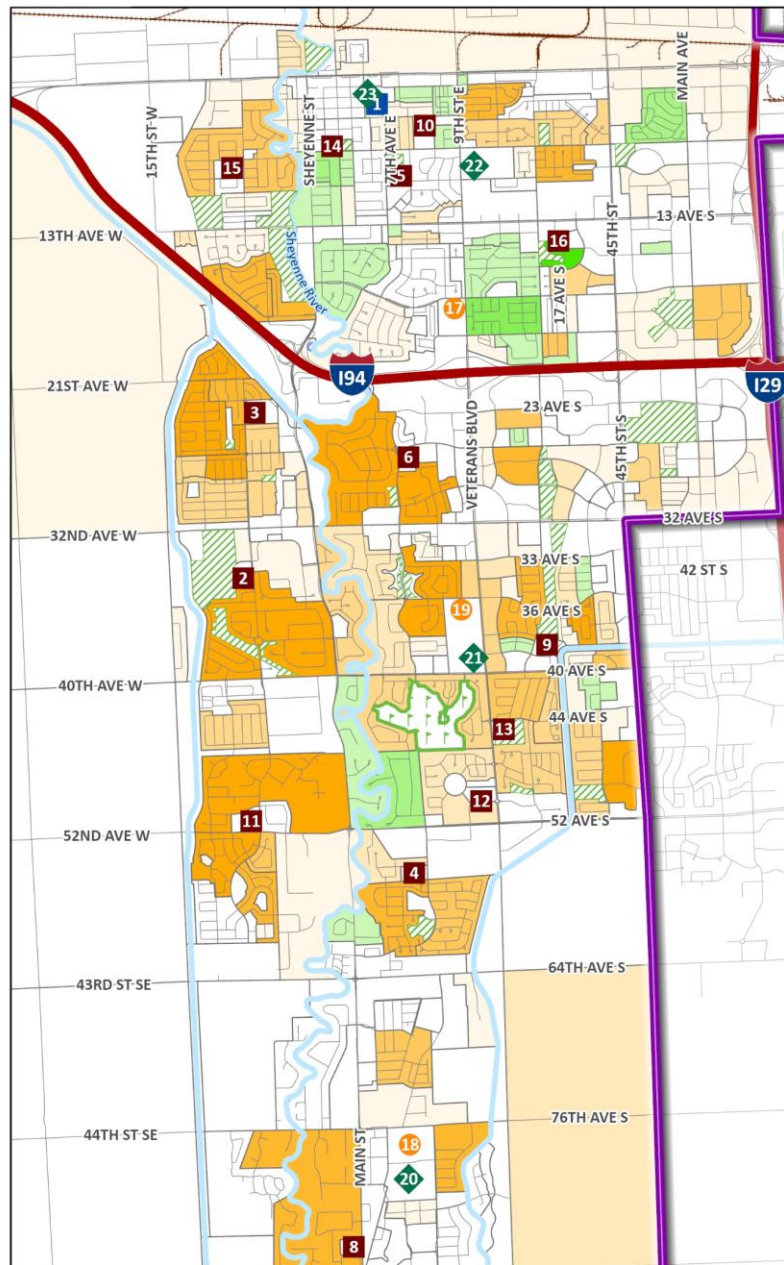 MAIN AVE
23
1
15TH ST W
SHEYENNE ST
7TH AVE E
9TH ST E
10
14
15
5
22
45TH ST
13 AVE S
13TH AVE W
Sheyenne River
16
17 AVE S
17
I94
I29
21ST AVE W
3
VETERANS BLVD
23 AVE S
6
45TH ST S
32 AVE S
32ND AVE W
33 AVE S
42 ST S
2
19
36 AVE S
9
21
40 AVE S
40TH AVE W
44 AVE S
13
12
11
52 AVE S
52ND AVE W
4
64TH AVE S
43RD ST SE
76TH AVE S
44TH ST SE
MAIN ST
18
20
8